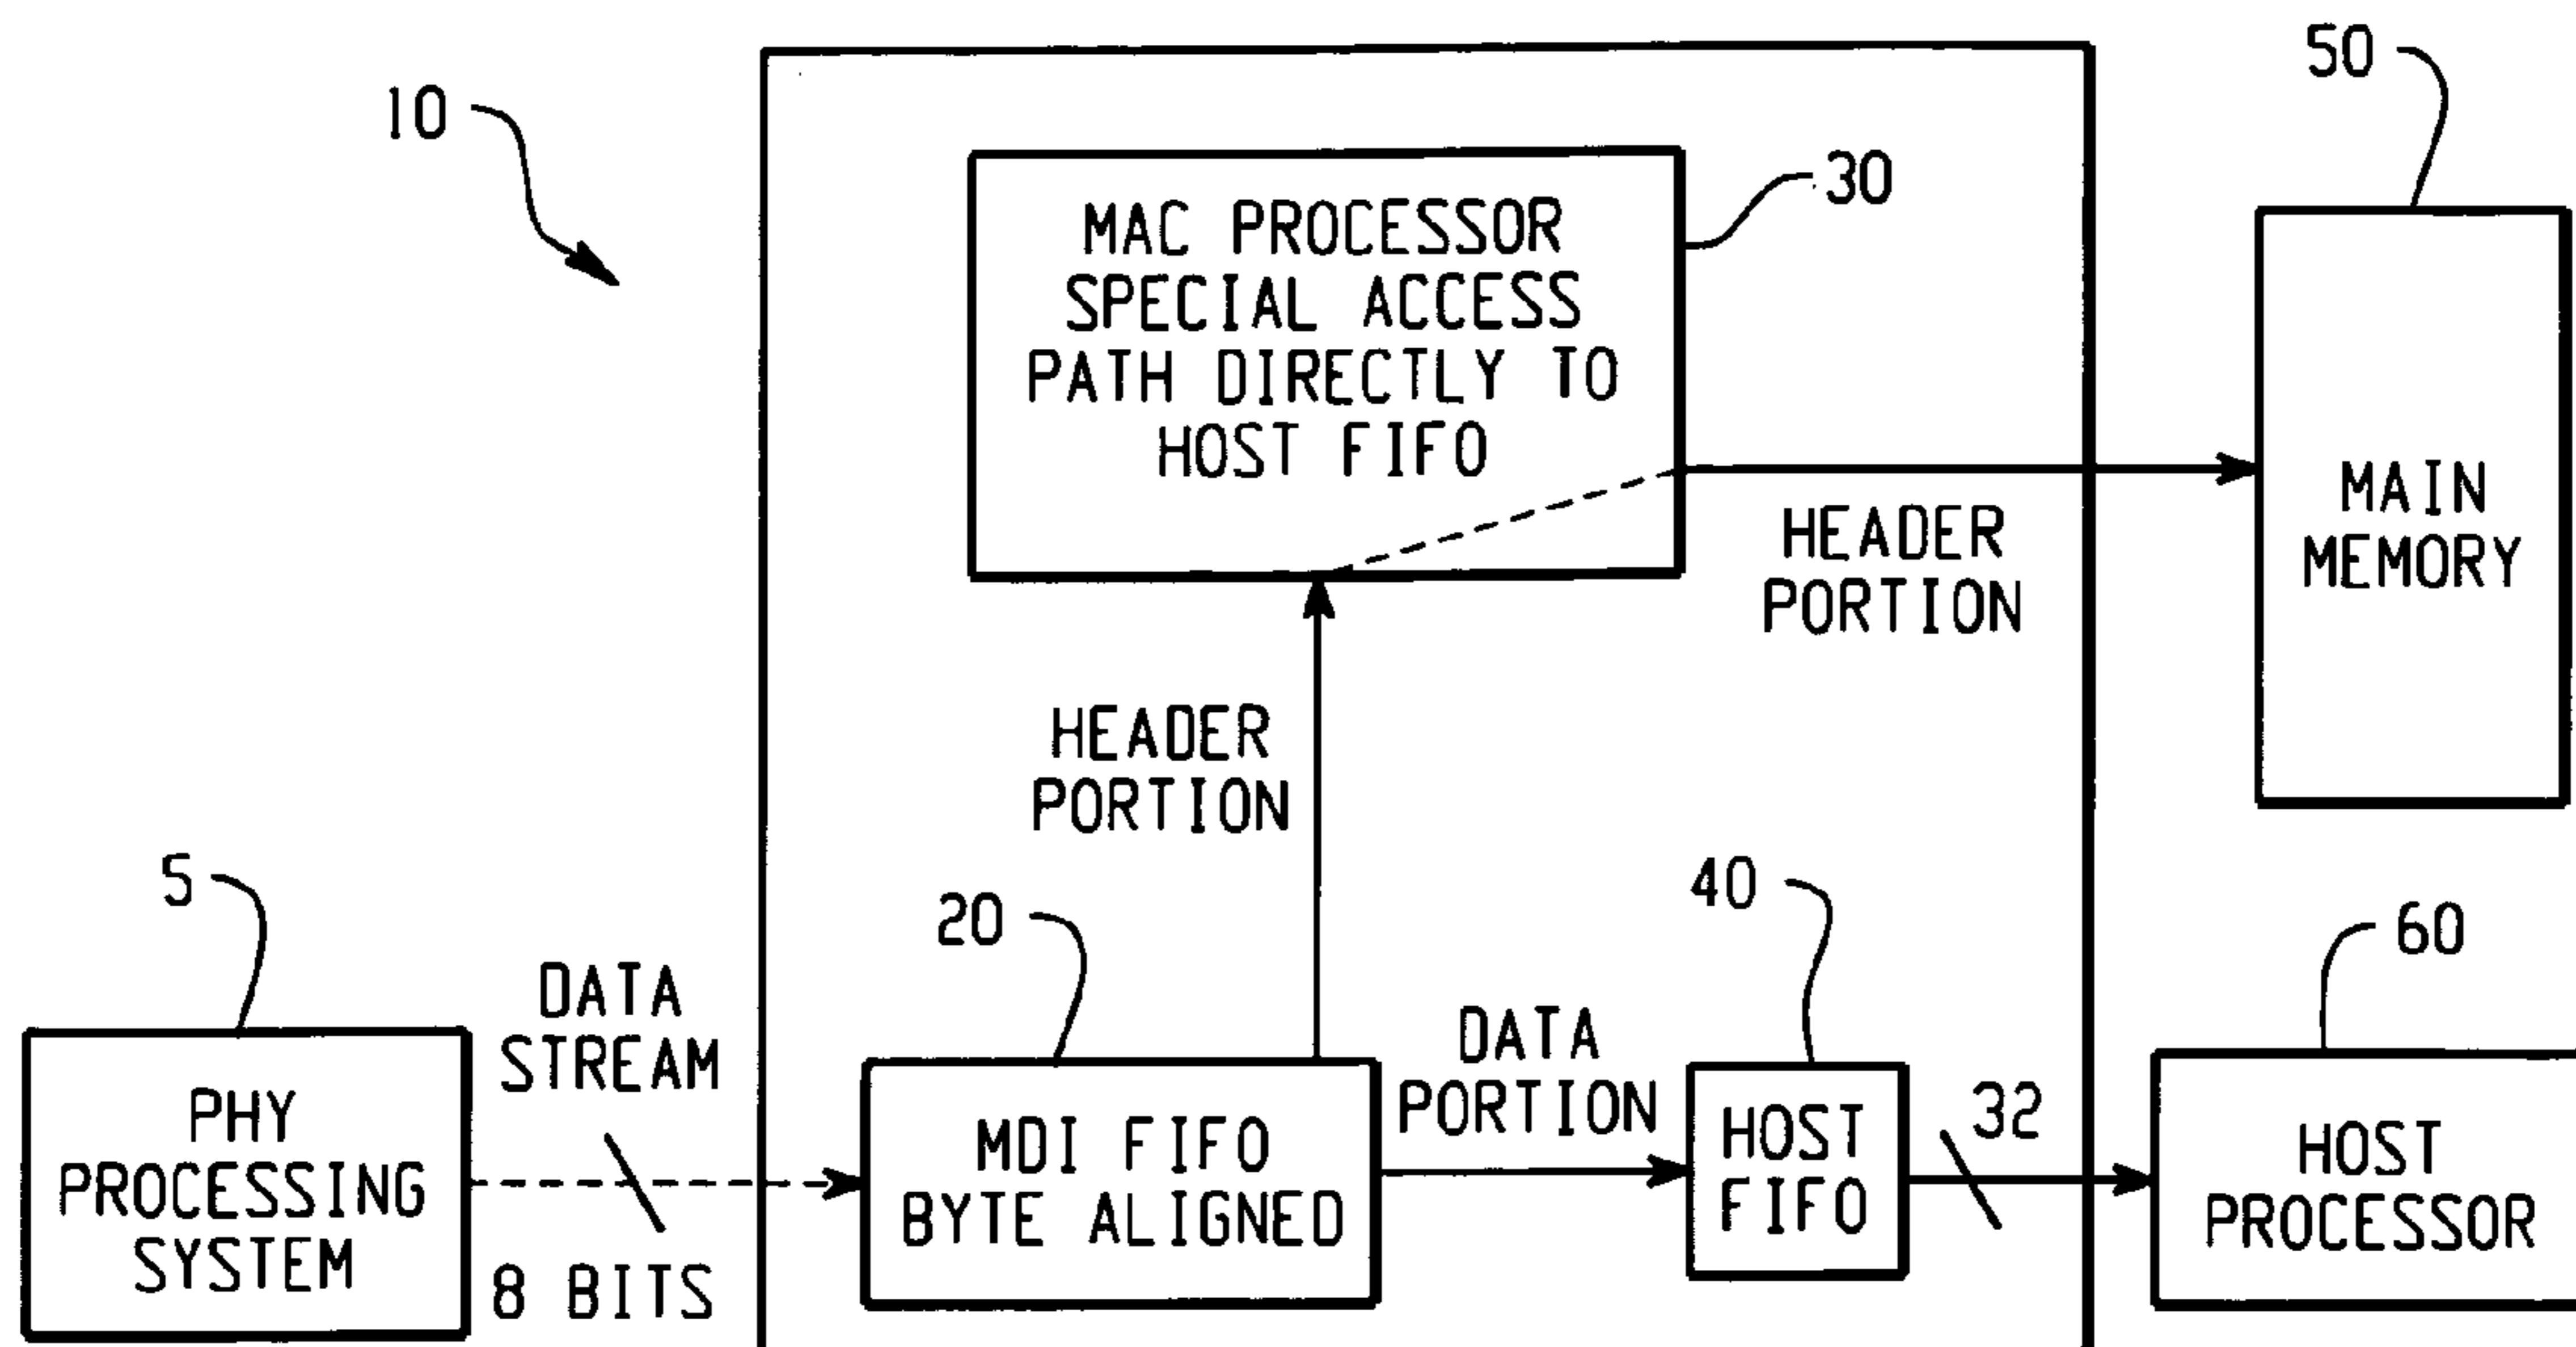 10
50
30
MAC PROCESSOR
SPECIAL ACCESS
PATH DIRECTLY TO
HOST FIFO
MAIN
MEMORY
HEADER
PORTION
HEADER
PORTION
5
20
40
60
DATA
STREAM
8 BITS
PHY
PROCESSING
SYSTEM
MDI FIFO
BYTE ALIGNED
DATA
PORTION
HOST
FIFO
32
HOST
PROCESSOR